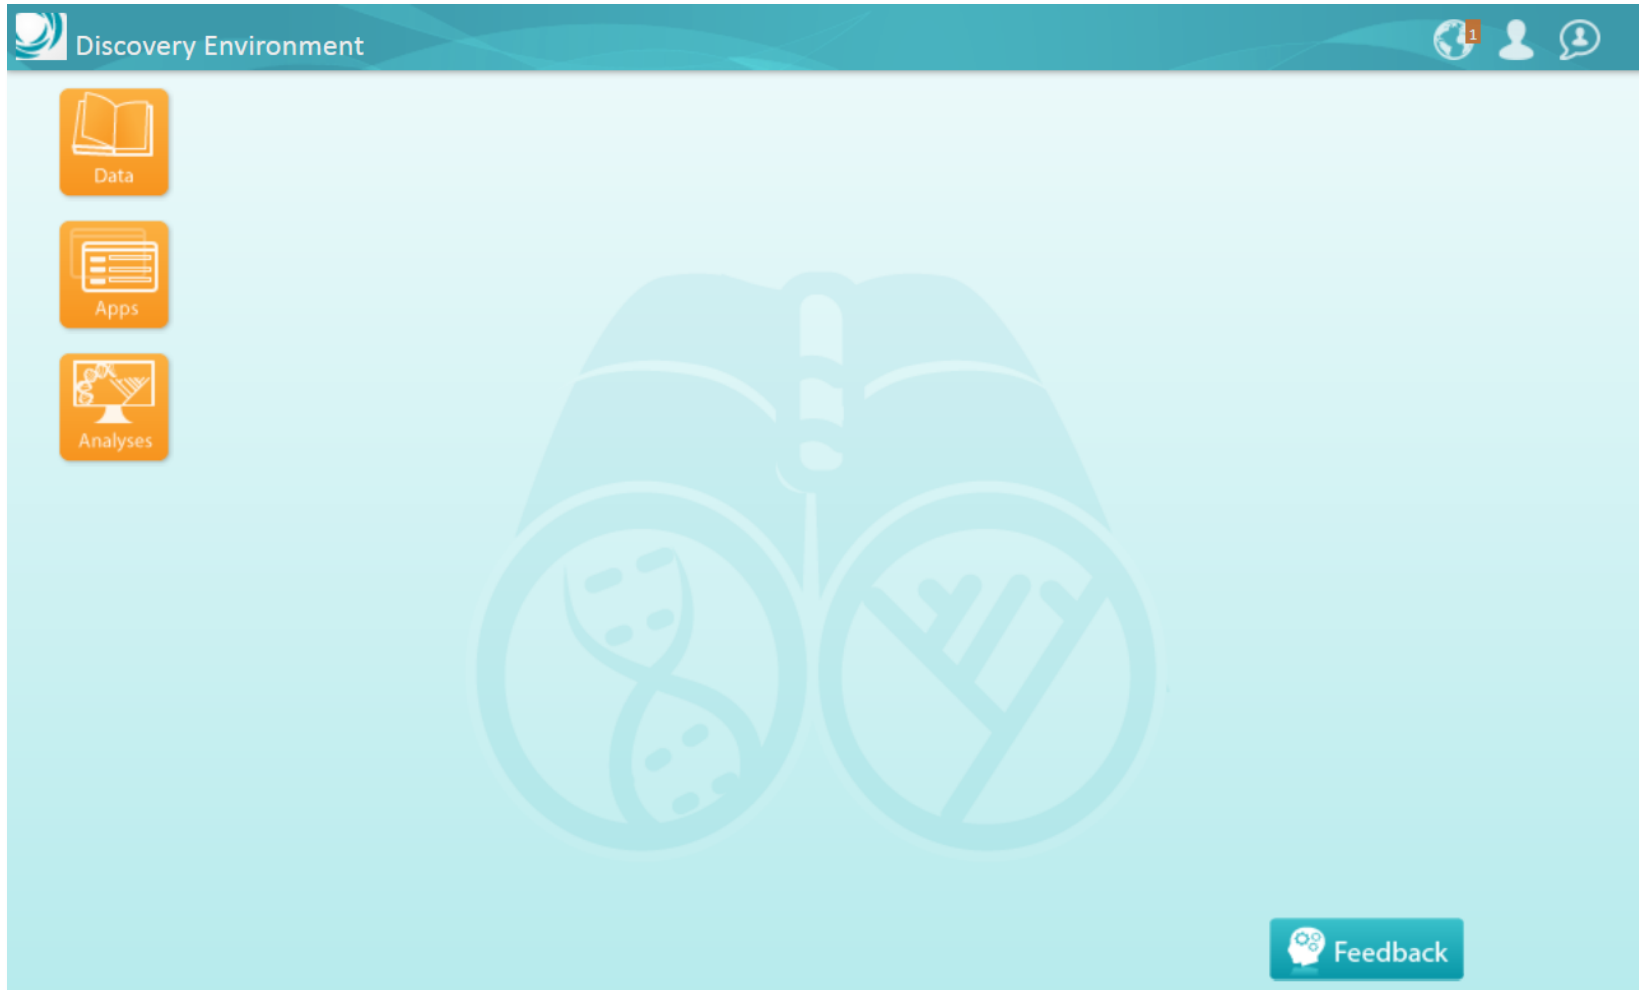 Discovery Environment
1
Data
Apps
Analyses
Feedback